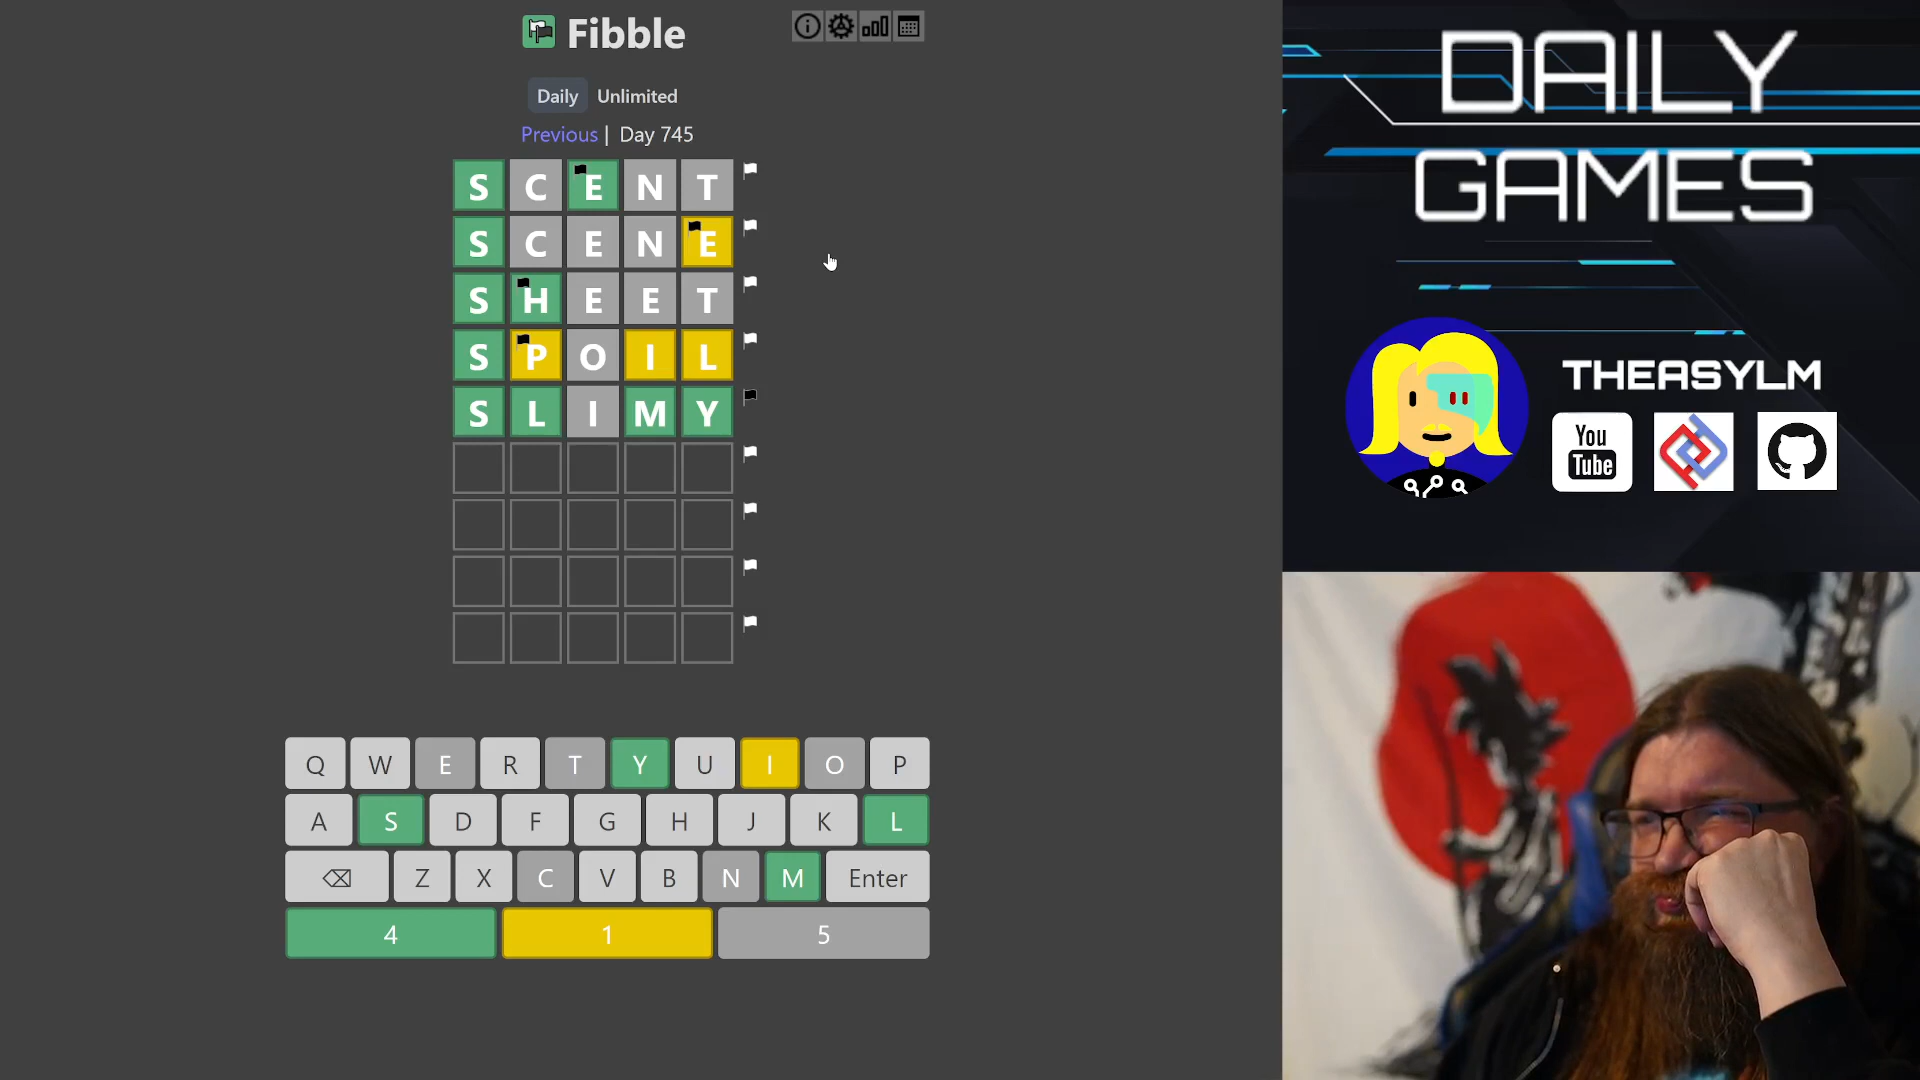 Fibble
Daily Unlimited
Previous | Day 745
SCENT
SCENE
SHEET
SPOIL
SLIMY
Q W E R T Y U I O P
A S D F G H J K L
⌫ Z X C V B N M Enter
4 1 5
DAILY
GAMES
THEASYLM
You
Tube